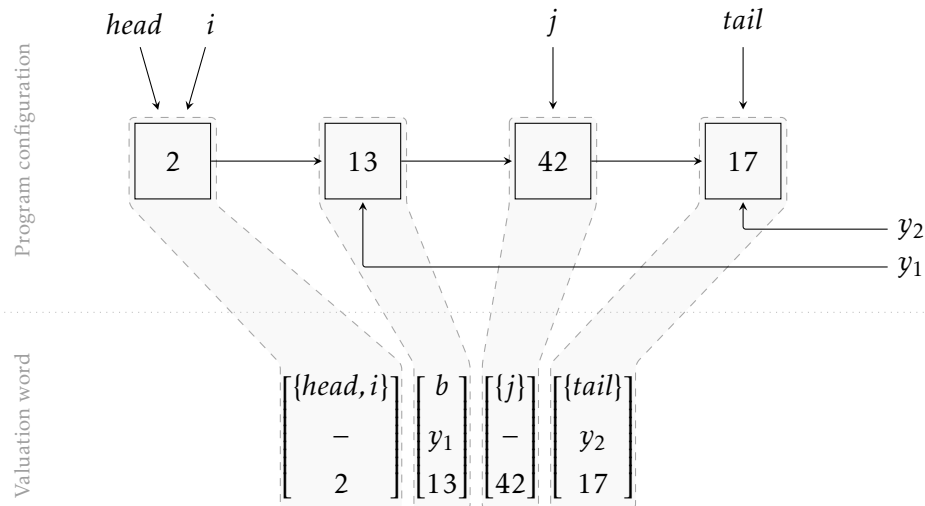 Program configuration
head i j tail
2 13 42 17
y₂
y₁
Valuation word
{head, i} b {j} {tail}
– y₁ – y₂
2 13 42 17